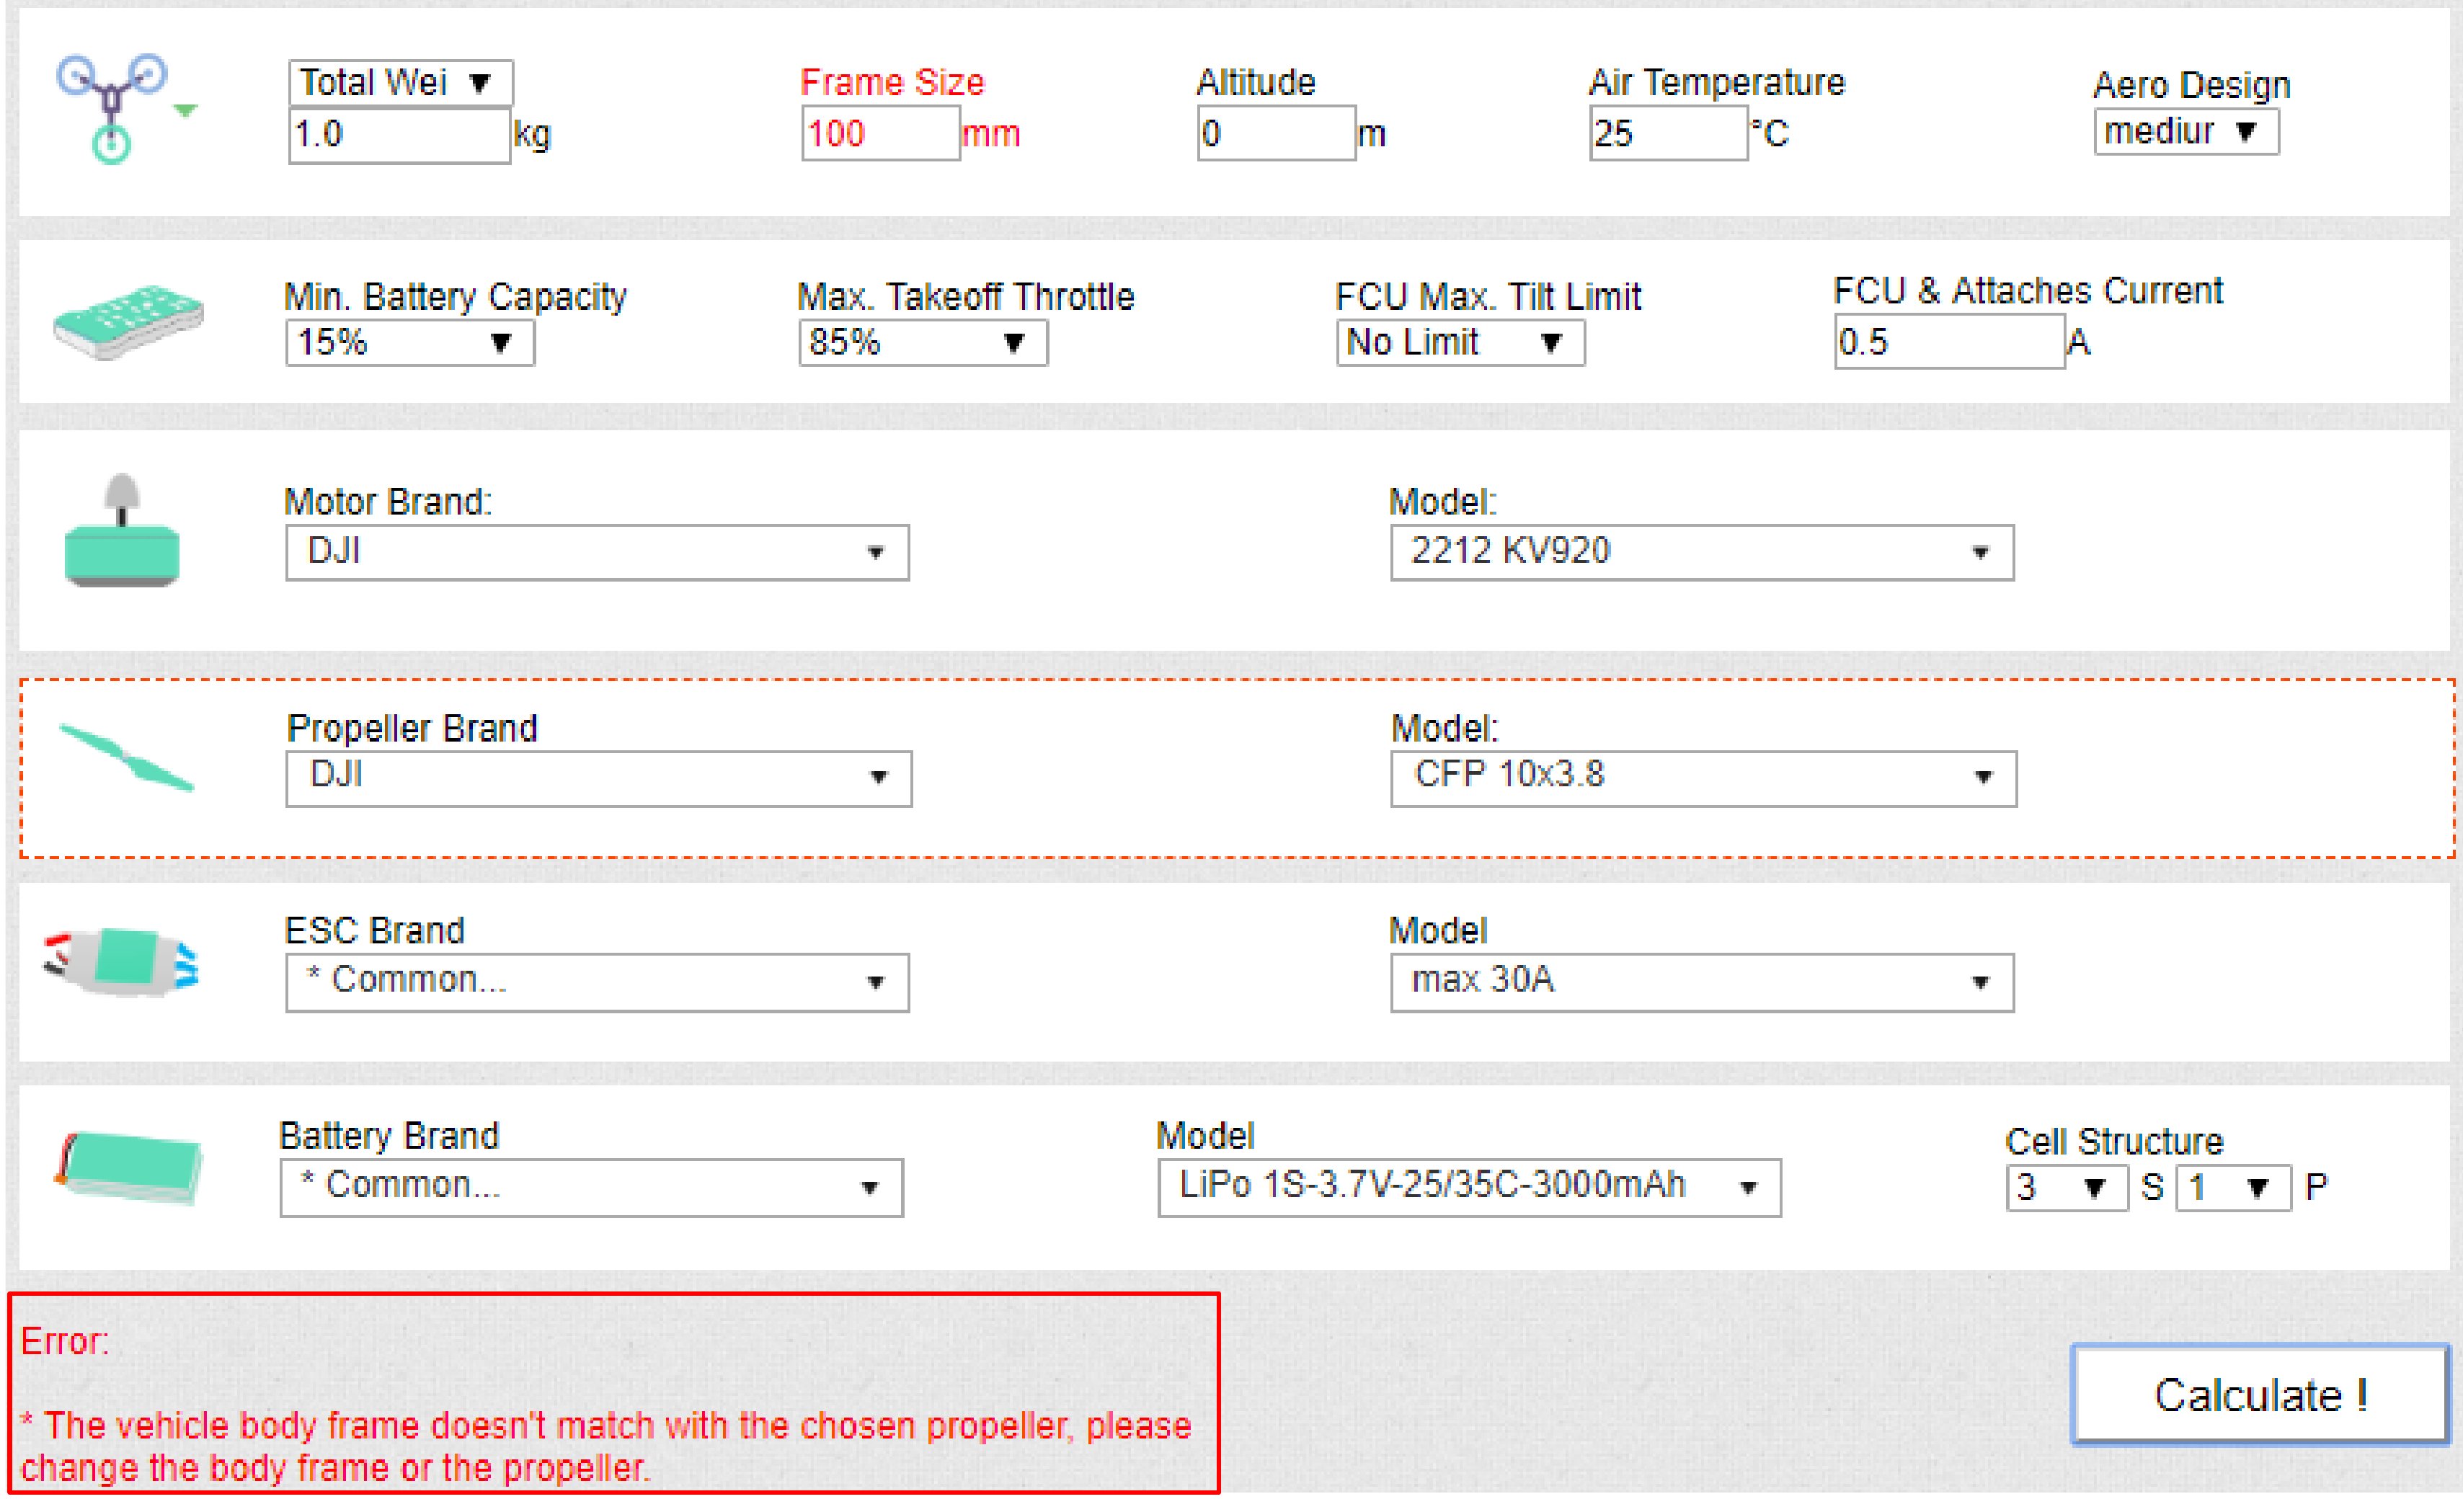 Total Wei
Frame Size
Altitude
Air Temperature
Aero Design
1.0 kg
100 mm
0 m
25 °C
mediur
Min. Battery Capacity
Max. Takeoff Throttle
FCU Max. Tilt Limit
FCU & Attaches Current
15%
85%
No Limit
0.5 A
Motor Brand:
Model:
DJI
2212 KV920
Propeller Brand
Model:
DJI
CFP 10x3.8
ESC Brand
Model
* Common...
max 30A
Battery Brand
Model
Cell Structure
* Common...
LiPo 1S-3.7V-25/35C-3000mAh
3 S 1 P
Error:
* The vehicle body frame doesn't match with the chosen propeller, please
change the body frame or the propeller.
Calculate !